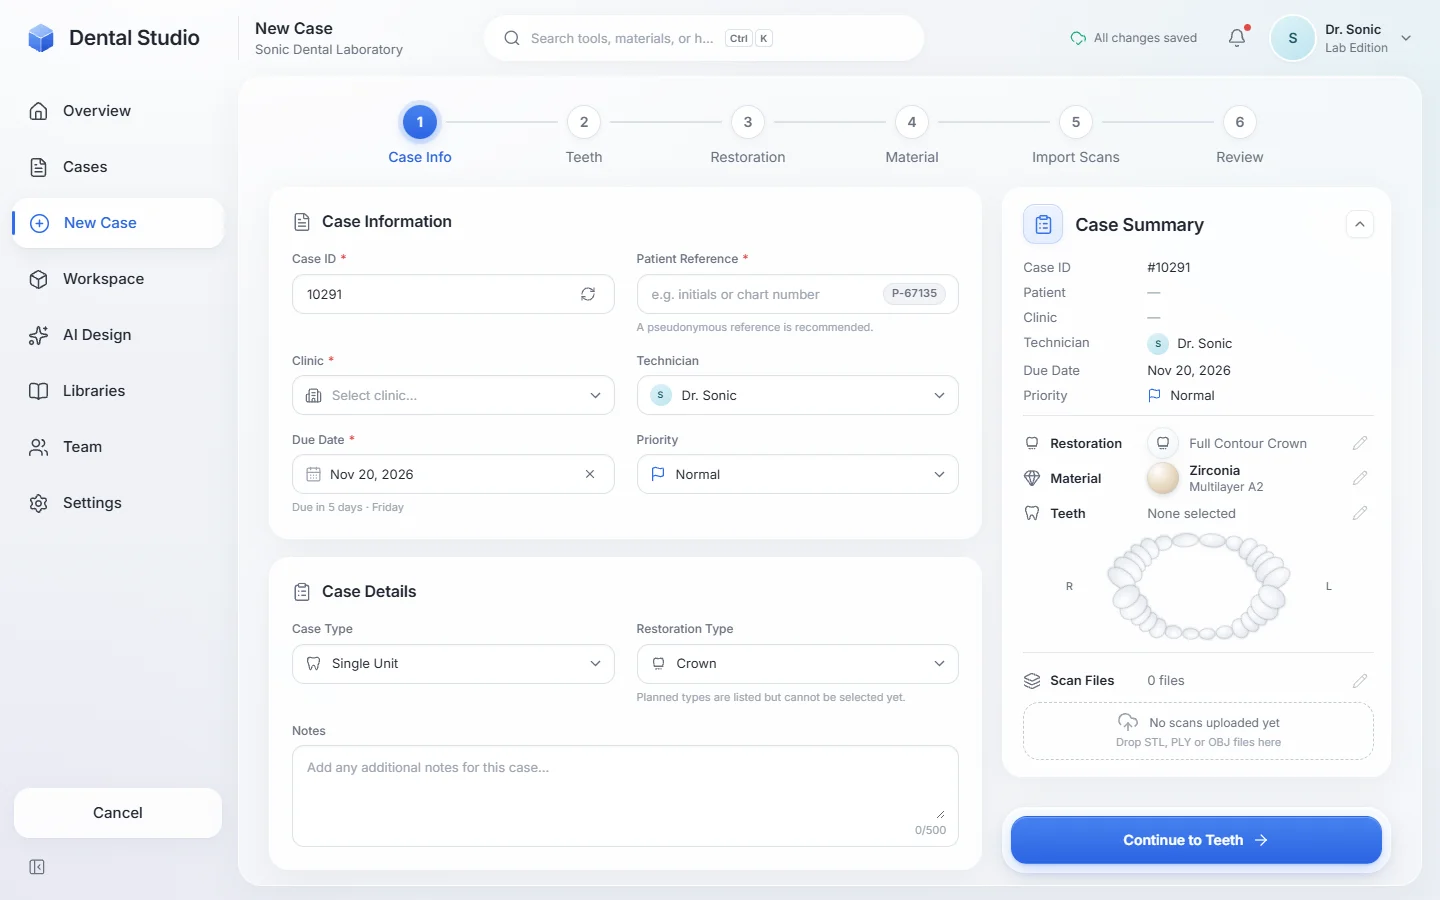 Dental Studio
New Case
Sonic Dental Laboratory
Search tools, materials, or h...
Ctrl K
All changes saved
S
Dr. Sonic
Lab Edition
Overview
Cases
New Case
Workspace
AI Design
Libraries
Team
Settings
Cancel
1 2 3 4 5 6
Case Info Teeth Restoration Material Import Scans Review
Case Information
Case ID * Patient Reference *
10291 e.g. initials or chart number P-67135
A pseudonymous reference is recommended.
Clinic * Technician
Select clinic... S Dr. Sonic
Due Date * Priority
Nov 20, 2026 Normal
Due in 5 days · Friday
Case Details
Case Type Restoration Type
Single Unit Crown
Planned types are listed but cannot be selected yet.
Notes
Add any additional notes for this case...
0/500
Case Summary
Case ID #10291
Patient —
Clinic —
Technician S Dr. Sonic
Due Date Nov 20, 2026
Priority Normal
Restoration Full Contour Crown
Material Zirconia
Multilayer A2
Teeth None selected
R L
Scan Files 0 files
No scans uploaded yet
Drop STL, PLY or OBJ files here
Continue to Teeth